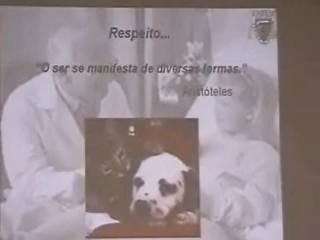 Respeito...
"O ser se manifesta de diversas formas."
Aristóteles